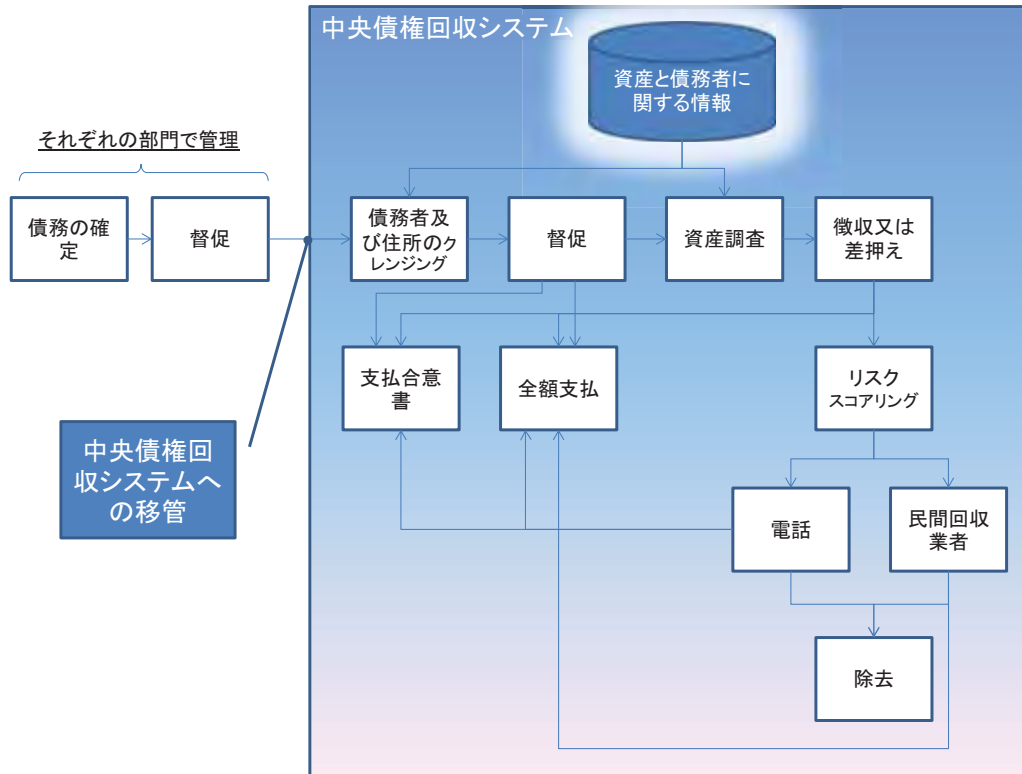 中央債権回収システム
資産と債務者に
関する情報
それぞれの部門で管理
債務の確
定
督促
債務者及
び住所のク
レンジング
督促
資産調査
徴収又は
差押え
支払合意
書
全額支払
リスク
スコアリング
中央債権回
収システムへ
の移管
電話
民間回収
業者
除去